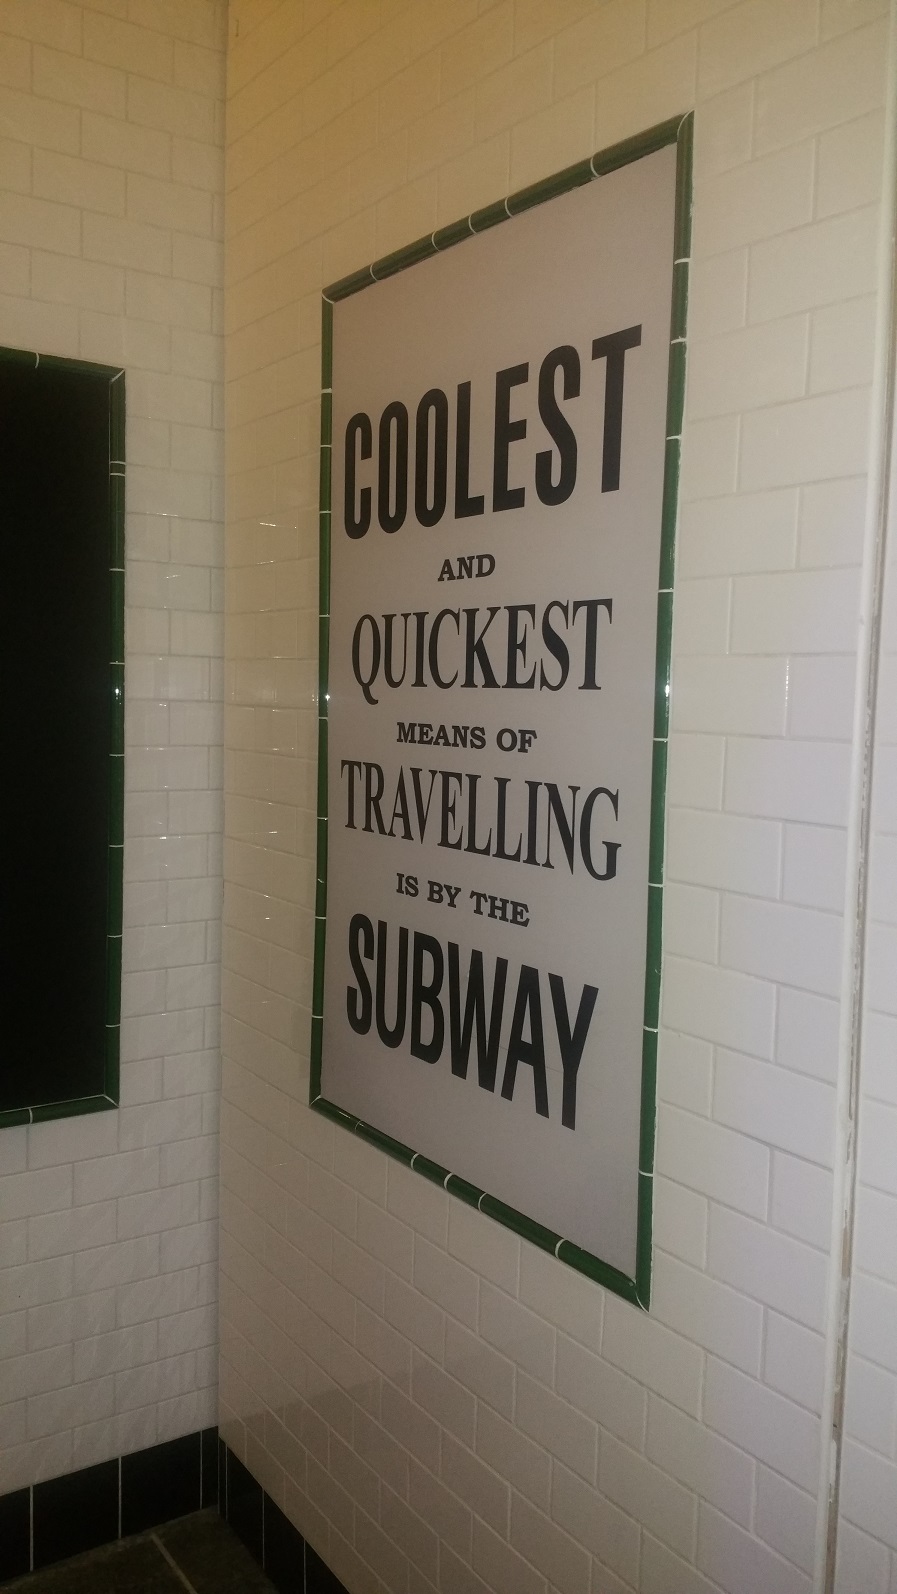 COOLEST
AND
QUICKEST
MEANS OF
TRAVELLING
IS BY THE
SUBWAY